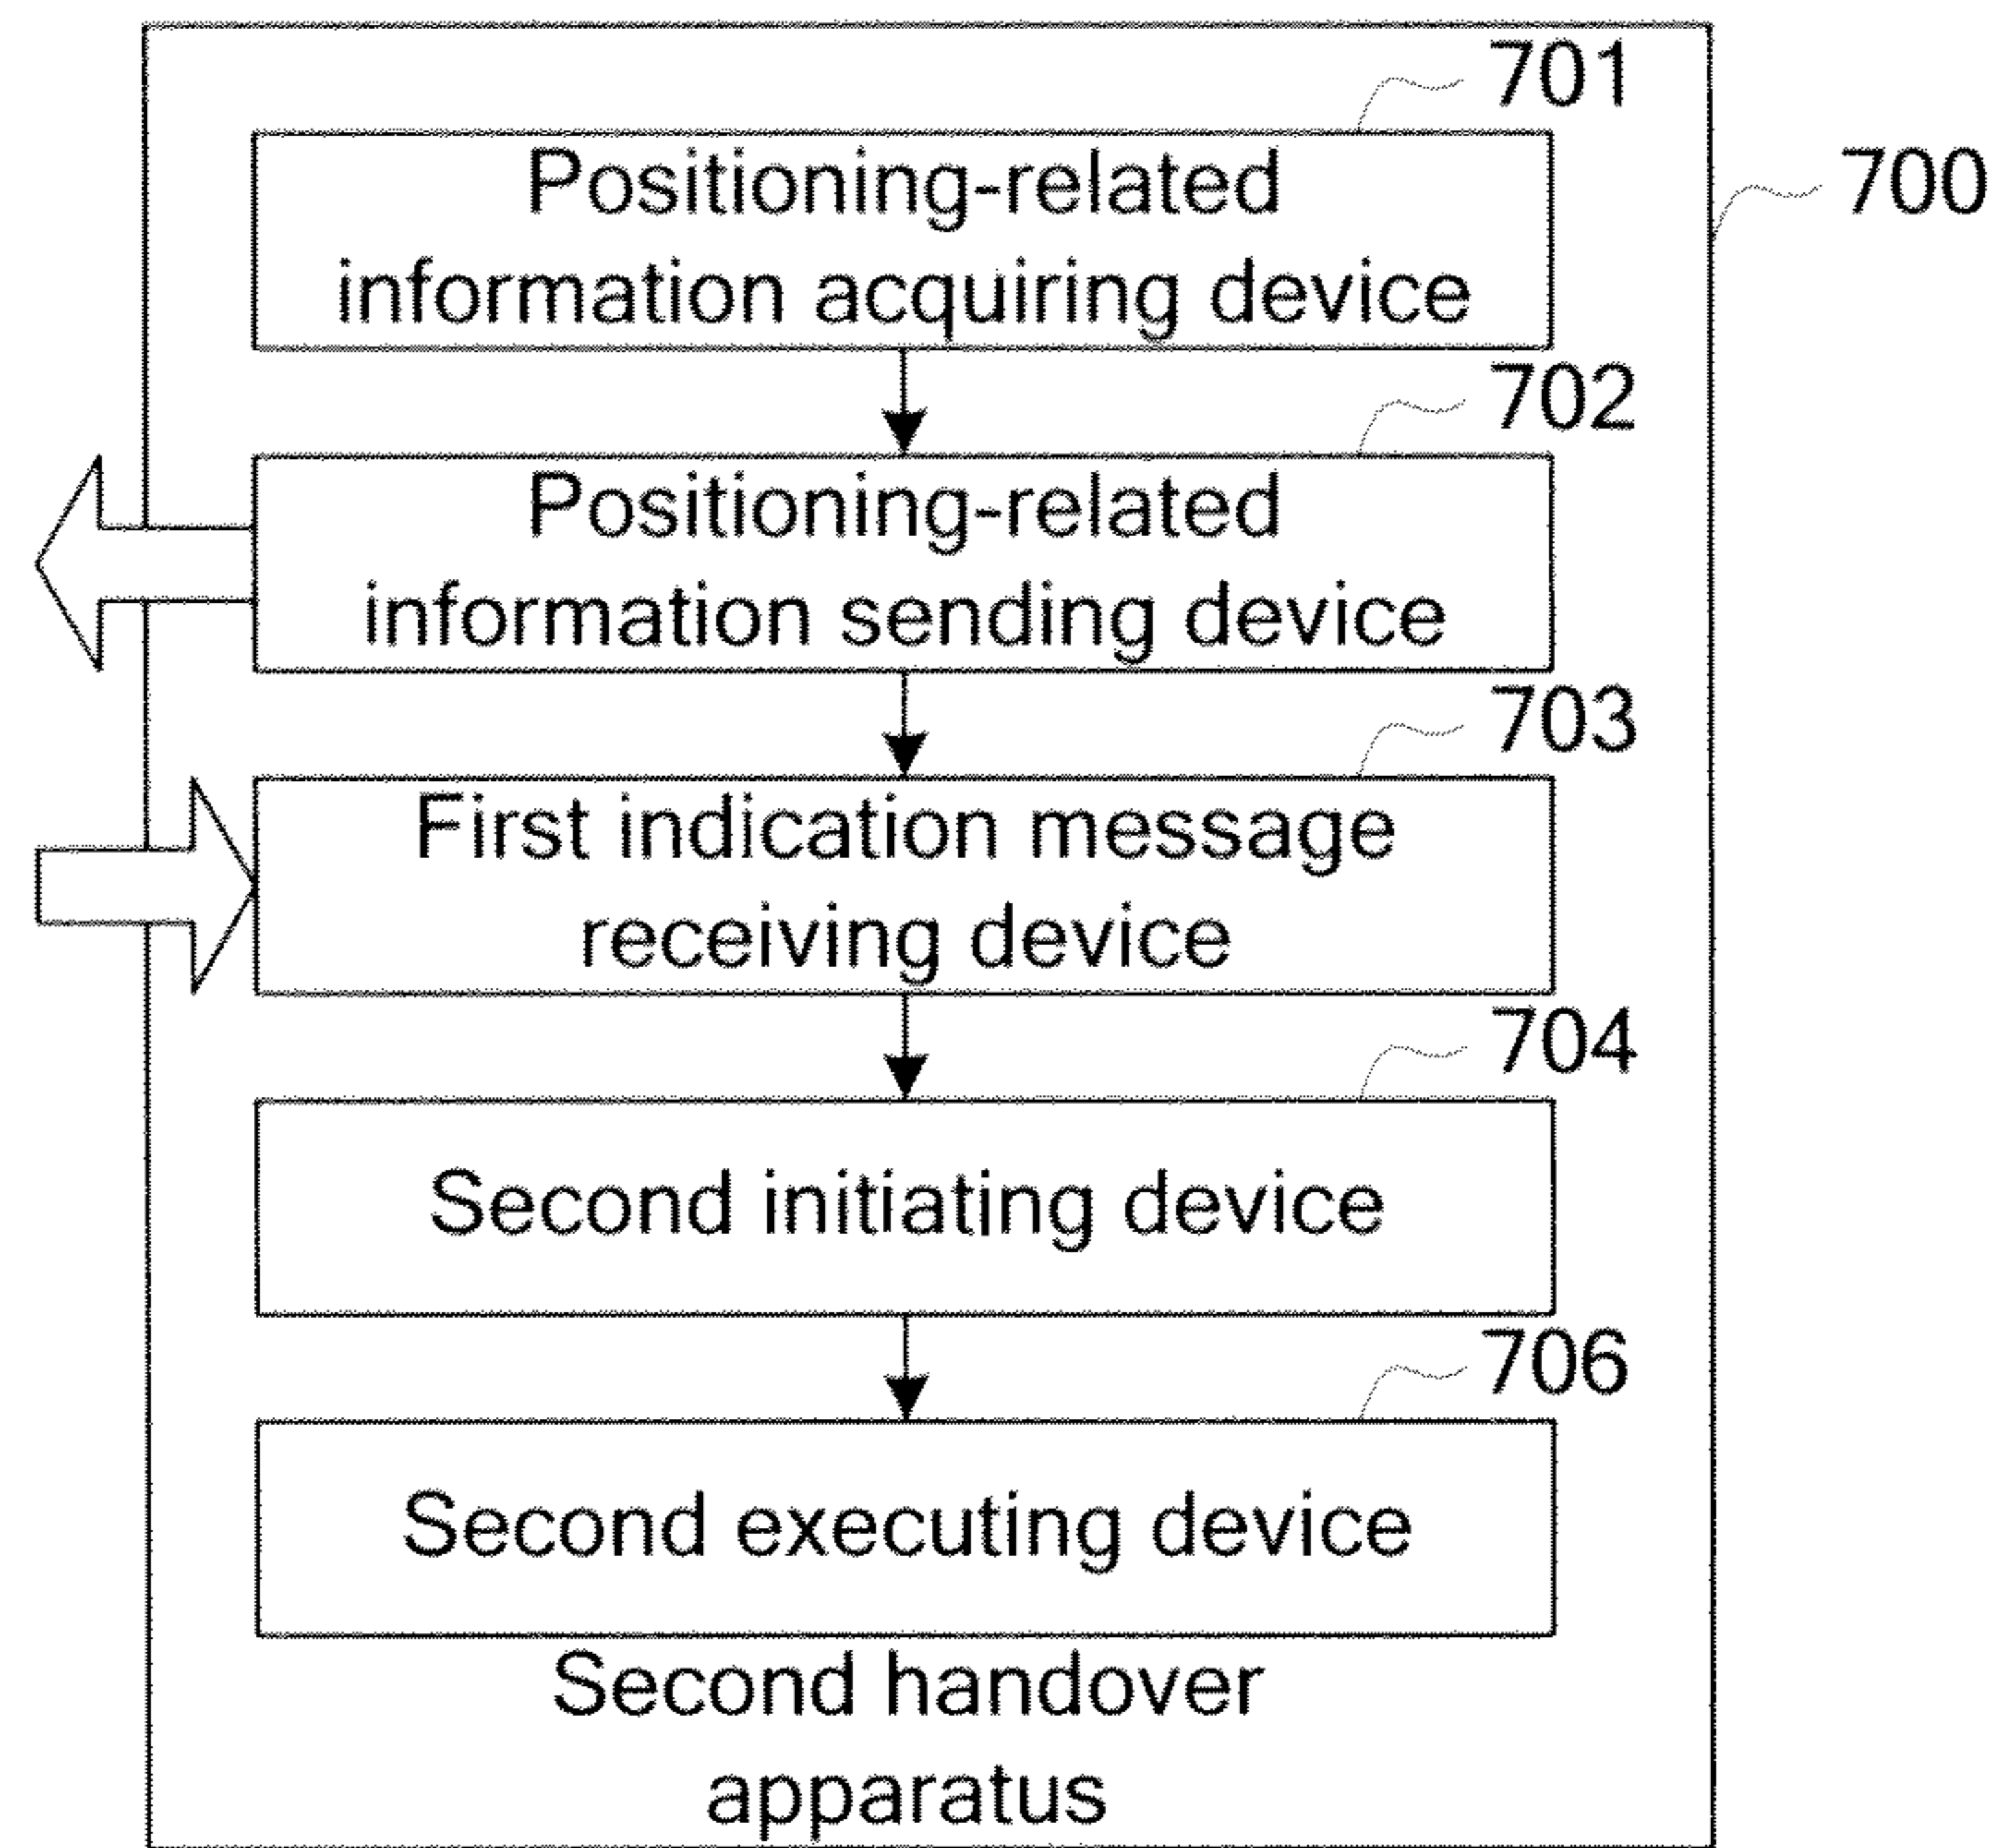 701
Positioning-related
information acquiring device
700
702
Positioning-related
information sending device
703
First indication message
receiving device
704
Second initiating device
706
Second executing device
Second handover
apparatus